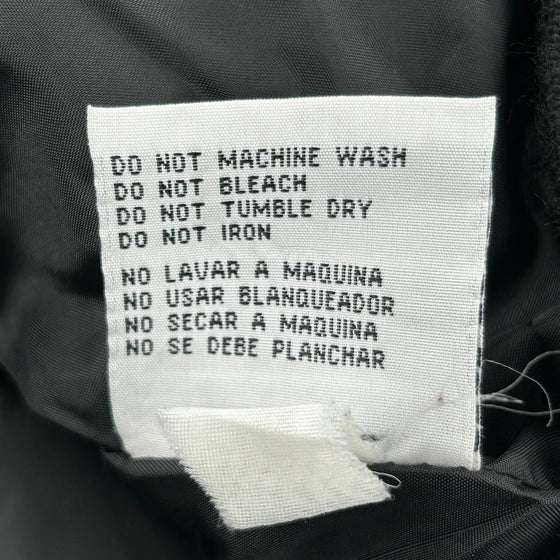 DO NOT MACHINE WASH
DO NOT BLEACH
DO NOT TUMBLE DRY
DO NOT IRON
NO LAVAR A MAQUINA
NO USAR BLANQUEADOR
NO SECAR A MAQUINA
NO SE DEBE PLANCHAR